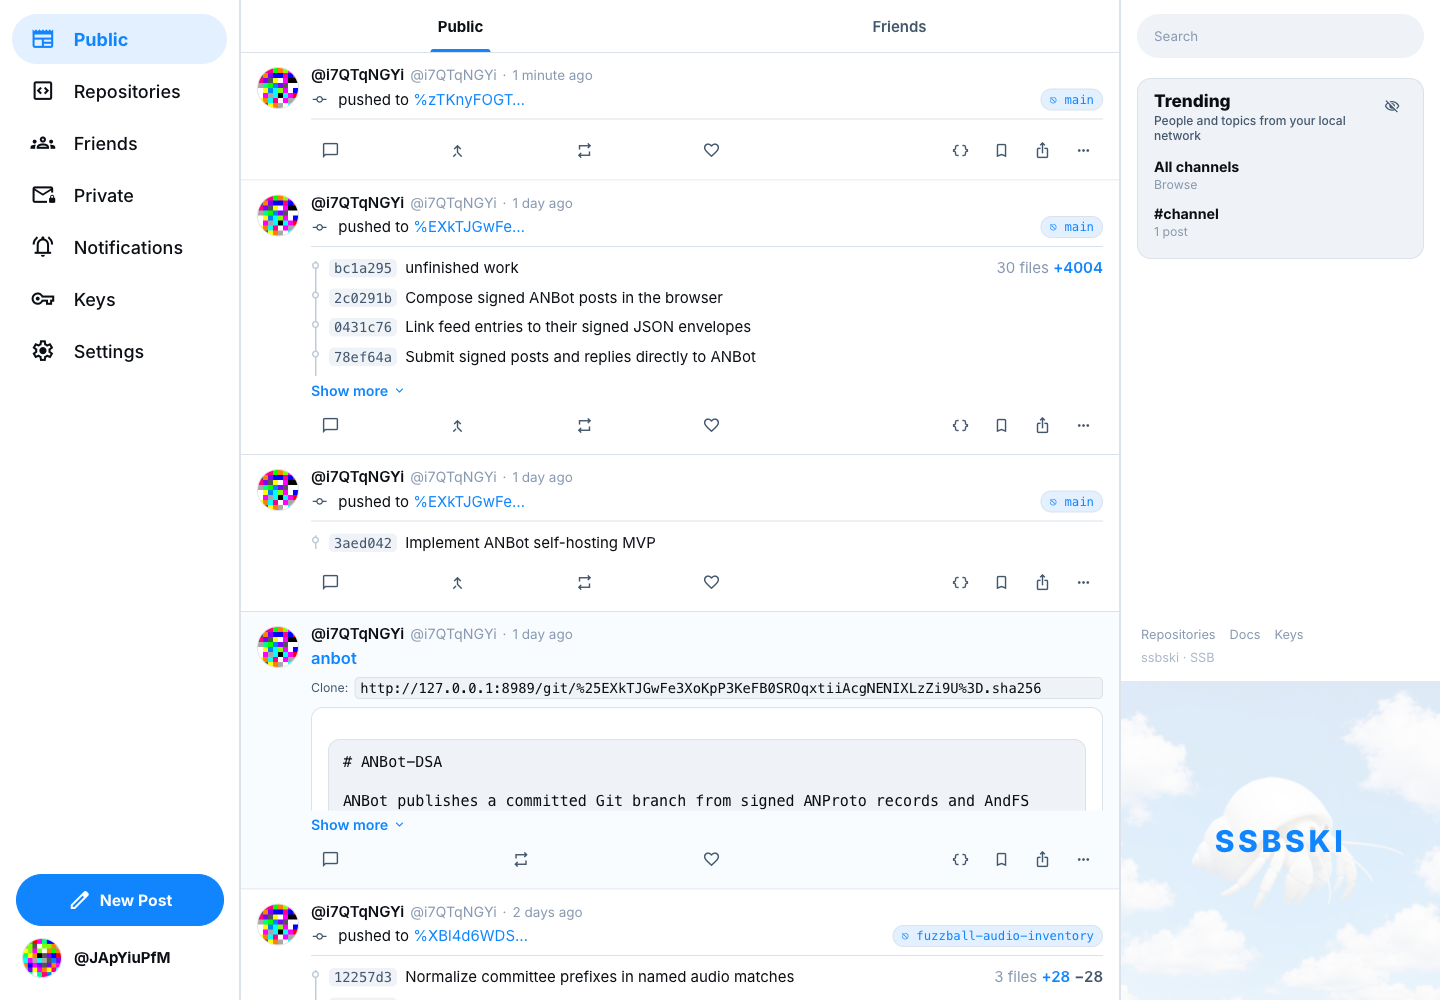 Public
Repositories
Friends
Private
Notifications
Keys
Settings
New Post
@JApYiuPfM
Public
Friends
@i7QTqNGYi @i7QTqNGYi · 1 minute ago
pushed to %zTKnyFOGT...
main
@i7QTqNGYi @i7QTqNGYi · 1 day ago
pushed to %EXkTJGwFe...
main
bc1a295 unfinished work 30 files +4004
2c0291b Compose signed ANBot posts in the browser
0431c76 Link feed entries to their signed JSON envelopes
78ef64a Submit signed posts and replies directly to ANBot
Show more
@i7QTqNGYi @i7QTqNGYi · 1 day ago
pushed to %EXkTJGwFe...
main
3aed042 Implement ANBot self-hosting MVP
@i7QTqNGYi @i7QTqNGYi · 1 day ago
anbot
Clone: http://127.0.0.1:8989/git/%25EXkTJGwFe3XoKpP3KeFB0SROqxtiiAcgNENIXLzZi9U%3D.sha256
# ANBot-DSA
ANBot publishes a committed Git branch from signed ANProto records and AndFS
Show more
@i7QTqNGYi @i7QTqNGYi · 2 days ago
pushed to %XBI4d6WDS...
fuzzball-audio-inventory
12257d3 Normalize committee prefixes in named audio matches 3 files +28 −28
Search
Trending
People and topics from your local
network
All channels
Browse
#channel
1 post
Repositories Docs Keys
ssbski · SSB
SSBSKI